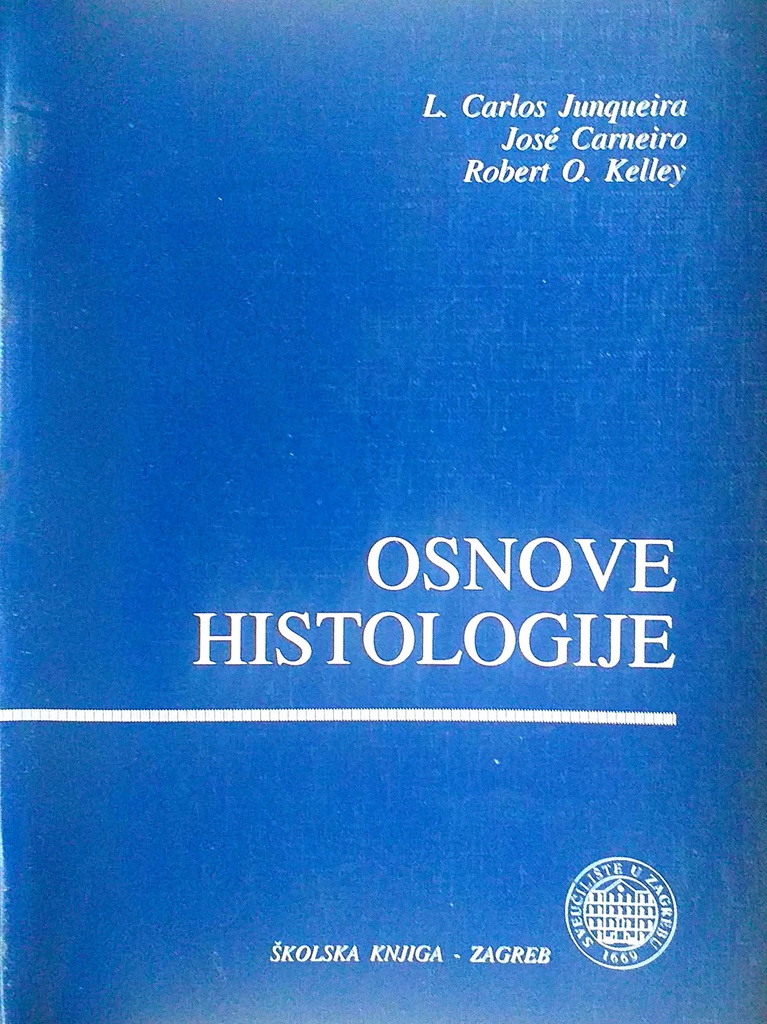 L. Carlos Junqueira
José Carneiro
Robert O. Kelley
OSNOVE
HISTOLOGIJE
SVEUČILIŠTE U ZAGREBU
1669
ŠKOLSKA KNJIGA - ZAGREB